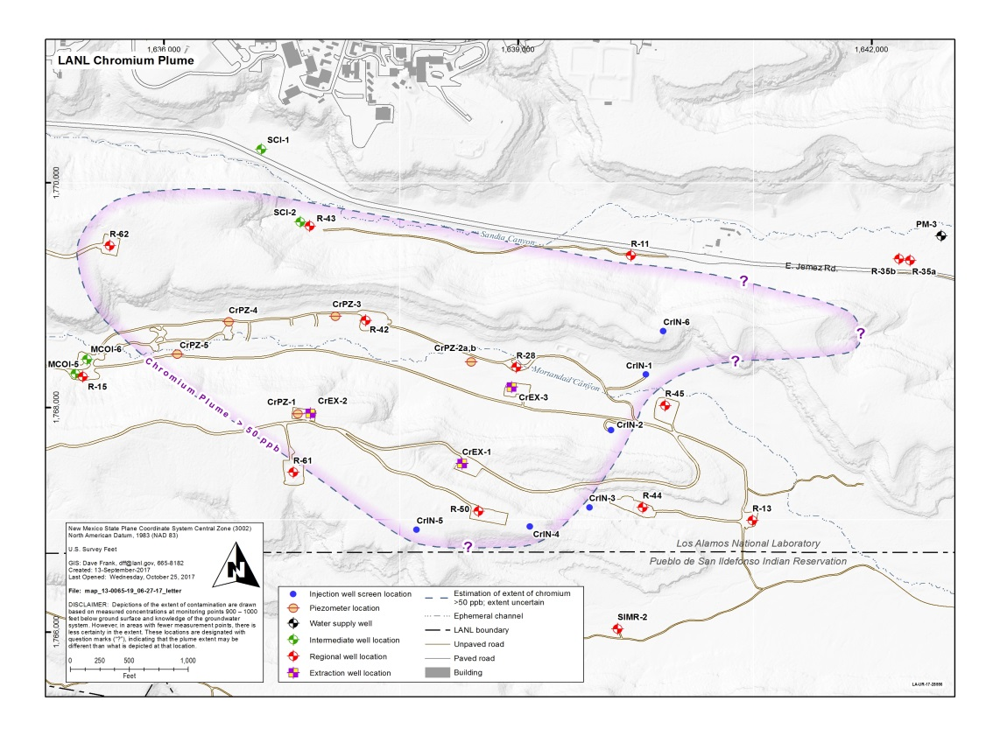 1,636,000
1,639,000
1,642,000
LANL Chromium Plume
SCI-1
1,770,000
SCI-2
R-43
PM-3
R-62
Sandia Canyon
R-11
E. Jemez Rd.
R-35b
R-35a
?
CrPZ-4
CrPZ-3
R-42
CrIN-6
?
MCOI-6
CrPZ-5
CrPZ-2a,b
R-28
CrIN-1
?
MCOI-5
R-15
Mortandad Canyon
Chromium Plume -> 50-ppb
CrPZ-1
CrEX-2
CrEX-3
R-45
1,768,000
CrIN-2
CrEX-1
R-61
R-50
CrIN-3
R-44
R-13
CrIN-5
CrIN-4
?
Los Alamos National Laboratory
Pueblo de San Ildefonso Indian Reservation
SIMR-2
1,766,000
New Mexico State Plane Coordinate System Central Zone (3002)
North American Datum, 1983 (NAD 83)
U.S. Survey Feet
GIS: Dave Frank, dff@lanl.gov, 665-8182
Created: 13-September-2017
Last Opened: Wednesday, October 25, 2017
File: map_13-0065-19_06-27-17_letter
DISCLAIMER: Depictions of the extent of contamination are drawn
based on measured concentrations at monitoring points 900 – 1000
feet below ground surface and knowledge of the groundwater
system. However, in areas with fewer measurement points, there is
less certainty in the extent. These locations are designated with
question marks ("?"), indicating that the plume extent may be
different than what is depicted at that location.
0 250 500 1,000
Feet
N
Injection well screen location
Piezometer location
Water supply well
Intermediate well location
Regional well location
Extraction well location
Estimation of extent of chromium
>50 ppb; extent uncertain
Ephemeral channel
LANL boundary
Unpaved road
Paved road
Building
LA-UR-17-28586